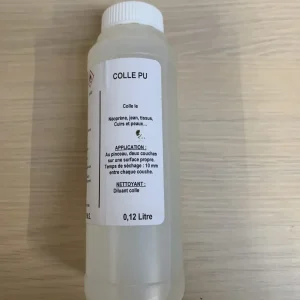 COLLE PU
Colle le
Néoprène, jean, tissus,
Cuirs et peaux...
APPLICATION :
Au pinceau, deux couches
sur une surface propre.
Temps de séchage : 10 mm
entre chaque couche.
NETTOYANT :
Diluant colle
0,12 Litre